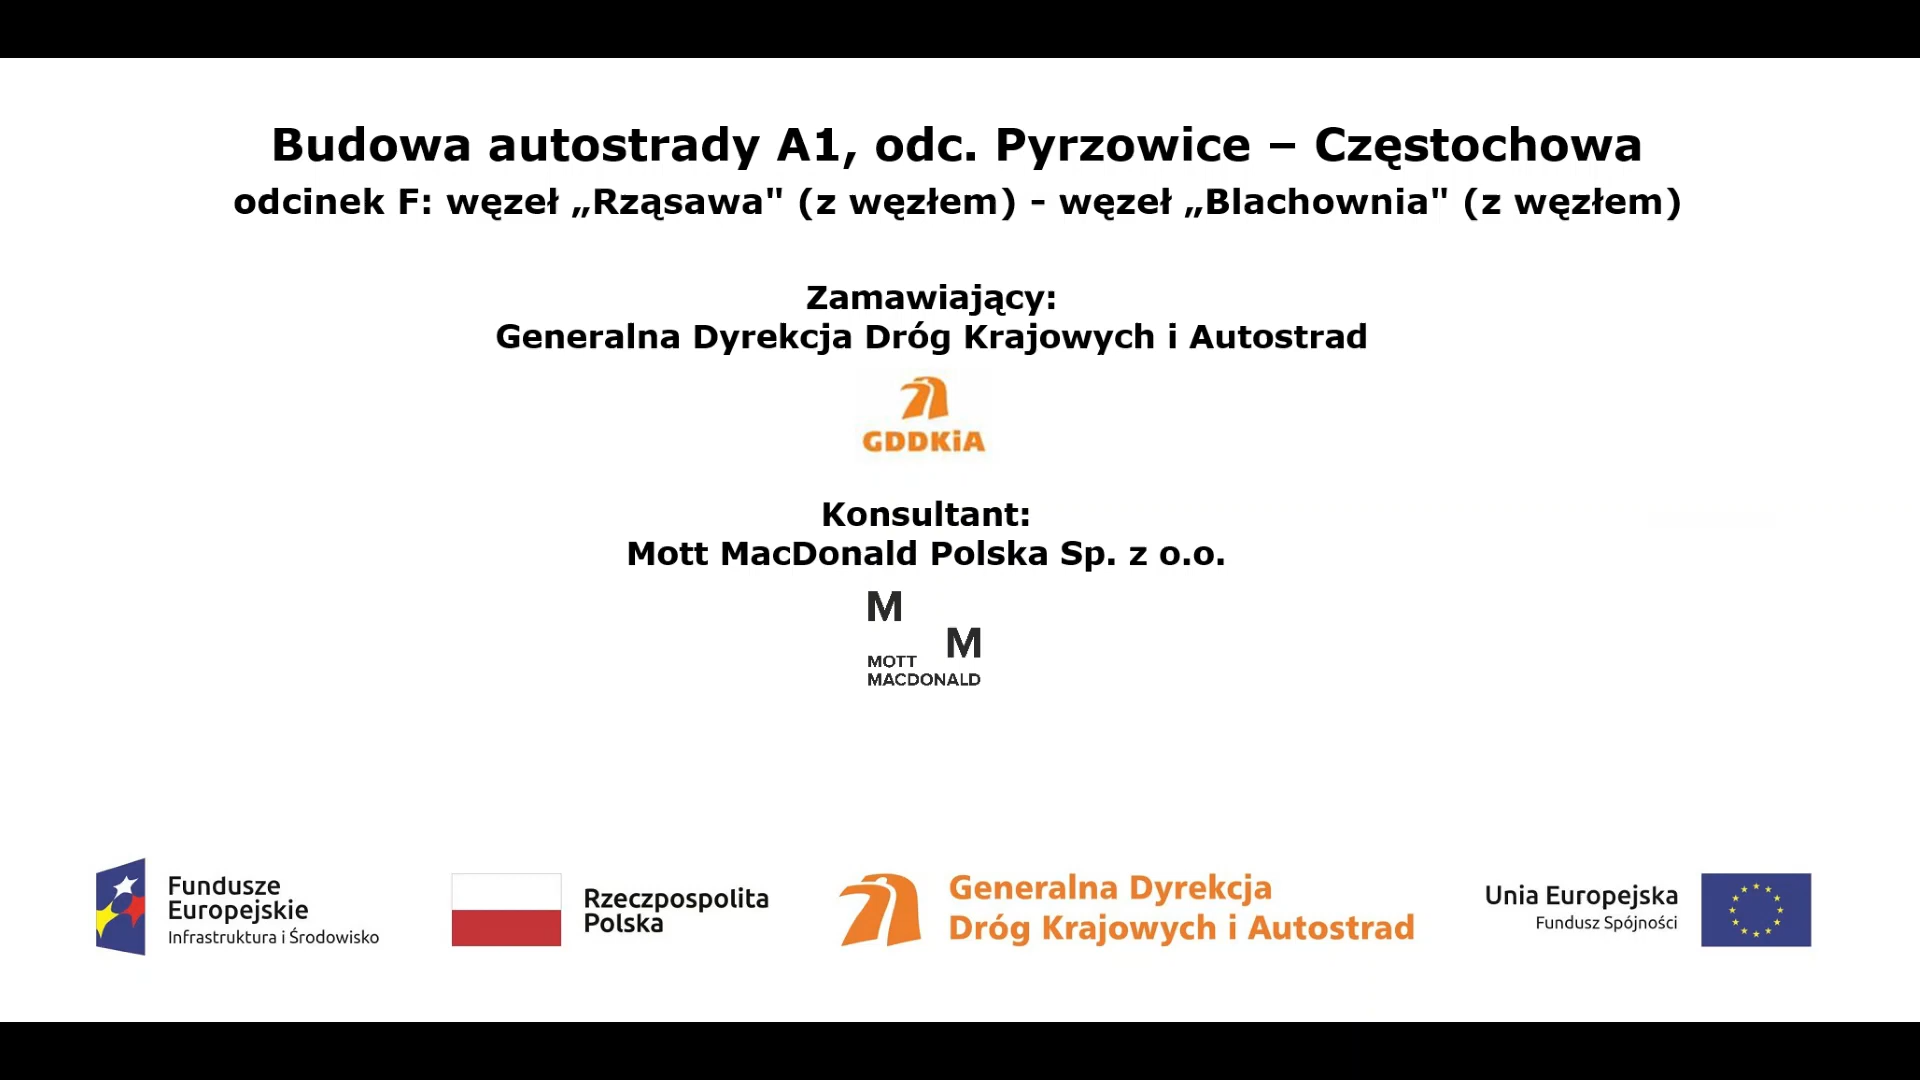 Budowa autostrady A1, odc. Pyrzowice – Częstochowa
odcinek F: węzeł „Rząsawa" (z węzłem) - węzeł „Blachownia" (z węzłem)
Zamawiający:
Generalna Dyrekcja Dróg Krajowych i Autostrad
GDDKiA
Konsultant:
Mott MacDonald Polska Sp. z o.o.
M
M
MOTT
MACDONALD
Fundusze
Europejskie
Infrastruktura i Środowisko
Rzeczpospolita
Polska
Generalna Dyrekcja
Dróg Krajowych i Autostrad
Unia Europejska
Fundusz Spójności